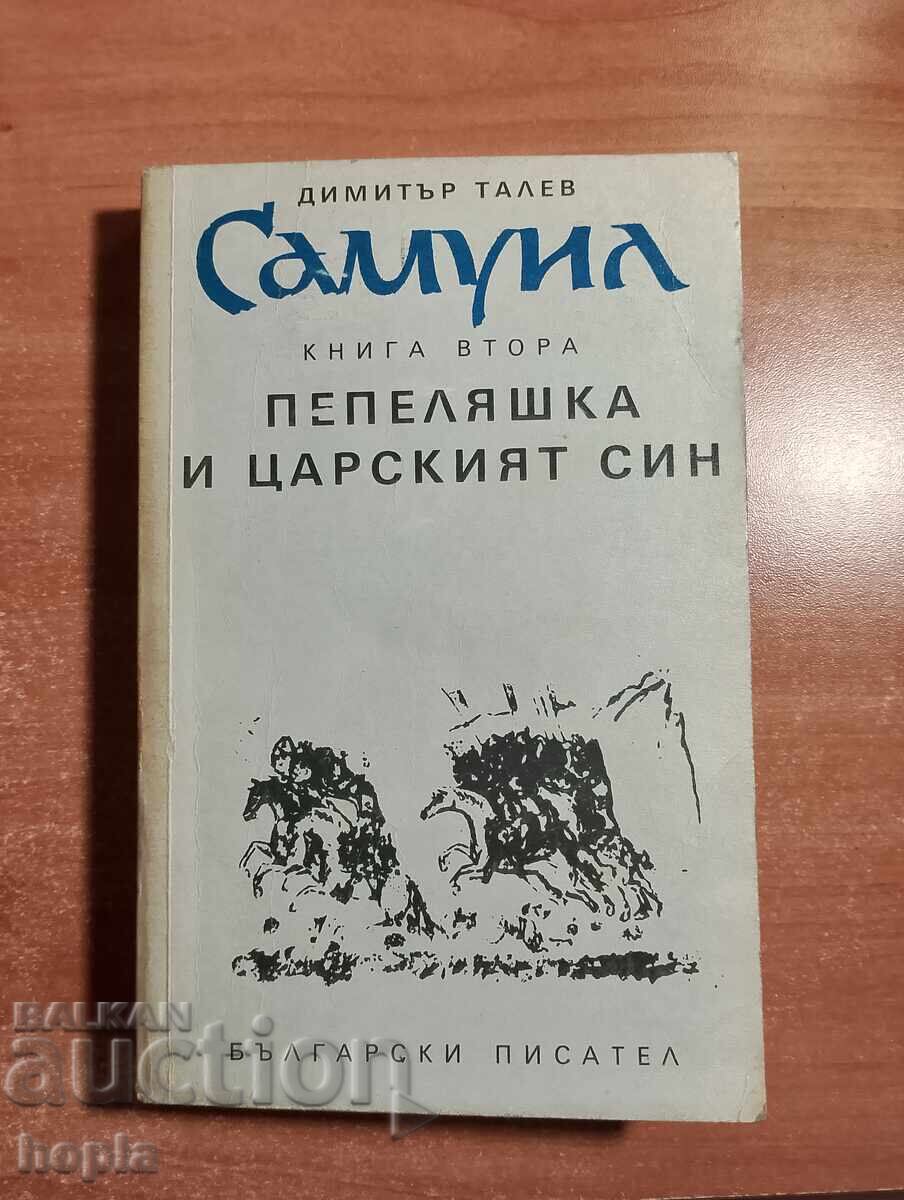 ДИМИТЪР ТАЛЕВ
Самуил
КНИГА ВТОРА
ПЕПЕЛЯШКА
И ЦАРСКИЯТ СИН
БЪЛГАРСКИ ПИСАТЕЛ
BALKAN
auction
hopla